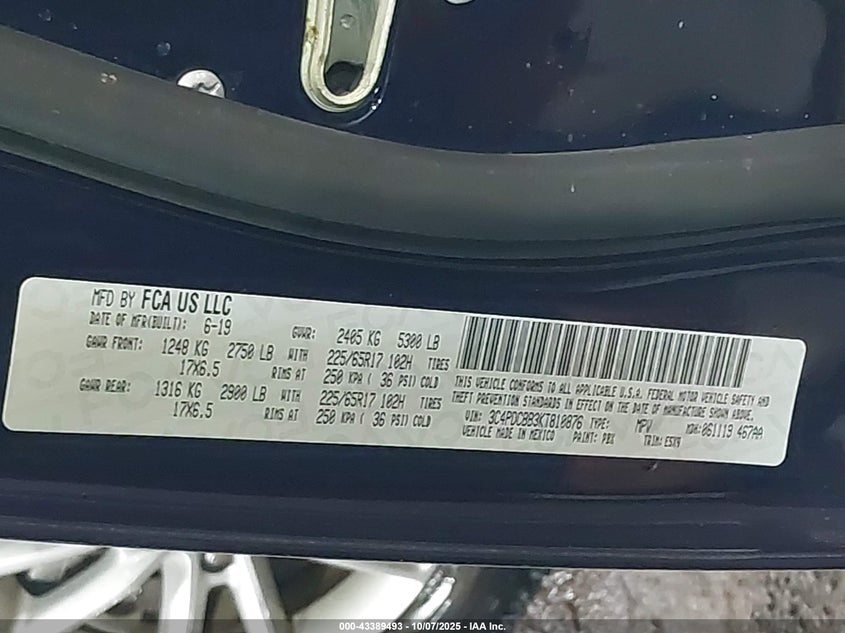 MFD BY FCA US LLC
DATE OF MFR(BUILT): 6-19 GVWR: 2405 KG 5300 LB
GAWR FRONT: 1248 KG 2750 LB WITH 225/65R17 102H TIRES
17X6.5 RIMS AT 250 KPA ( 36 PSI) COLD
GAWR REAR: 1316 KG 2900 LB WITH 225/65R17 102H TIRES
17X6.5 RIMS AT 250 KPA ( 36 PSI) COLD
THIS VEHICLE CONFORMS TO ALL APPLICABLE U.S.A. FEDERAL MOTOR VEHICLE SAFETY AND
THEFT PREVENTION STANDARDS IN EFFECT ON THE DATE OF MANUFACTURE SHOWN ABOVE.
VIN: 3C4PDCBB3KT810876 TYPE: MPV MDH: 061119 467AA
VEHICLE MADE IN MEXICO PAINT: PBX TRIM: ESX9
000-43389493 - 10/07/2025 - IAA Inc.